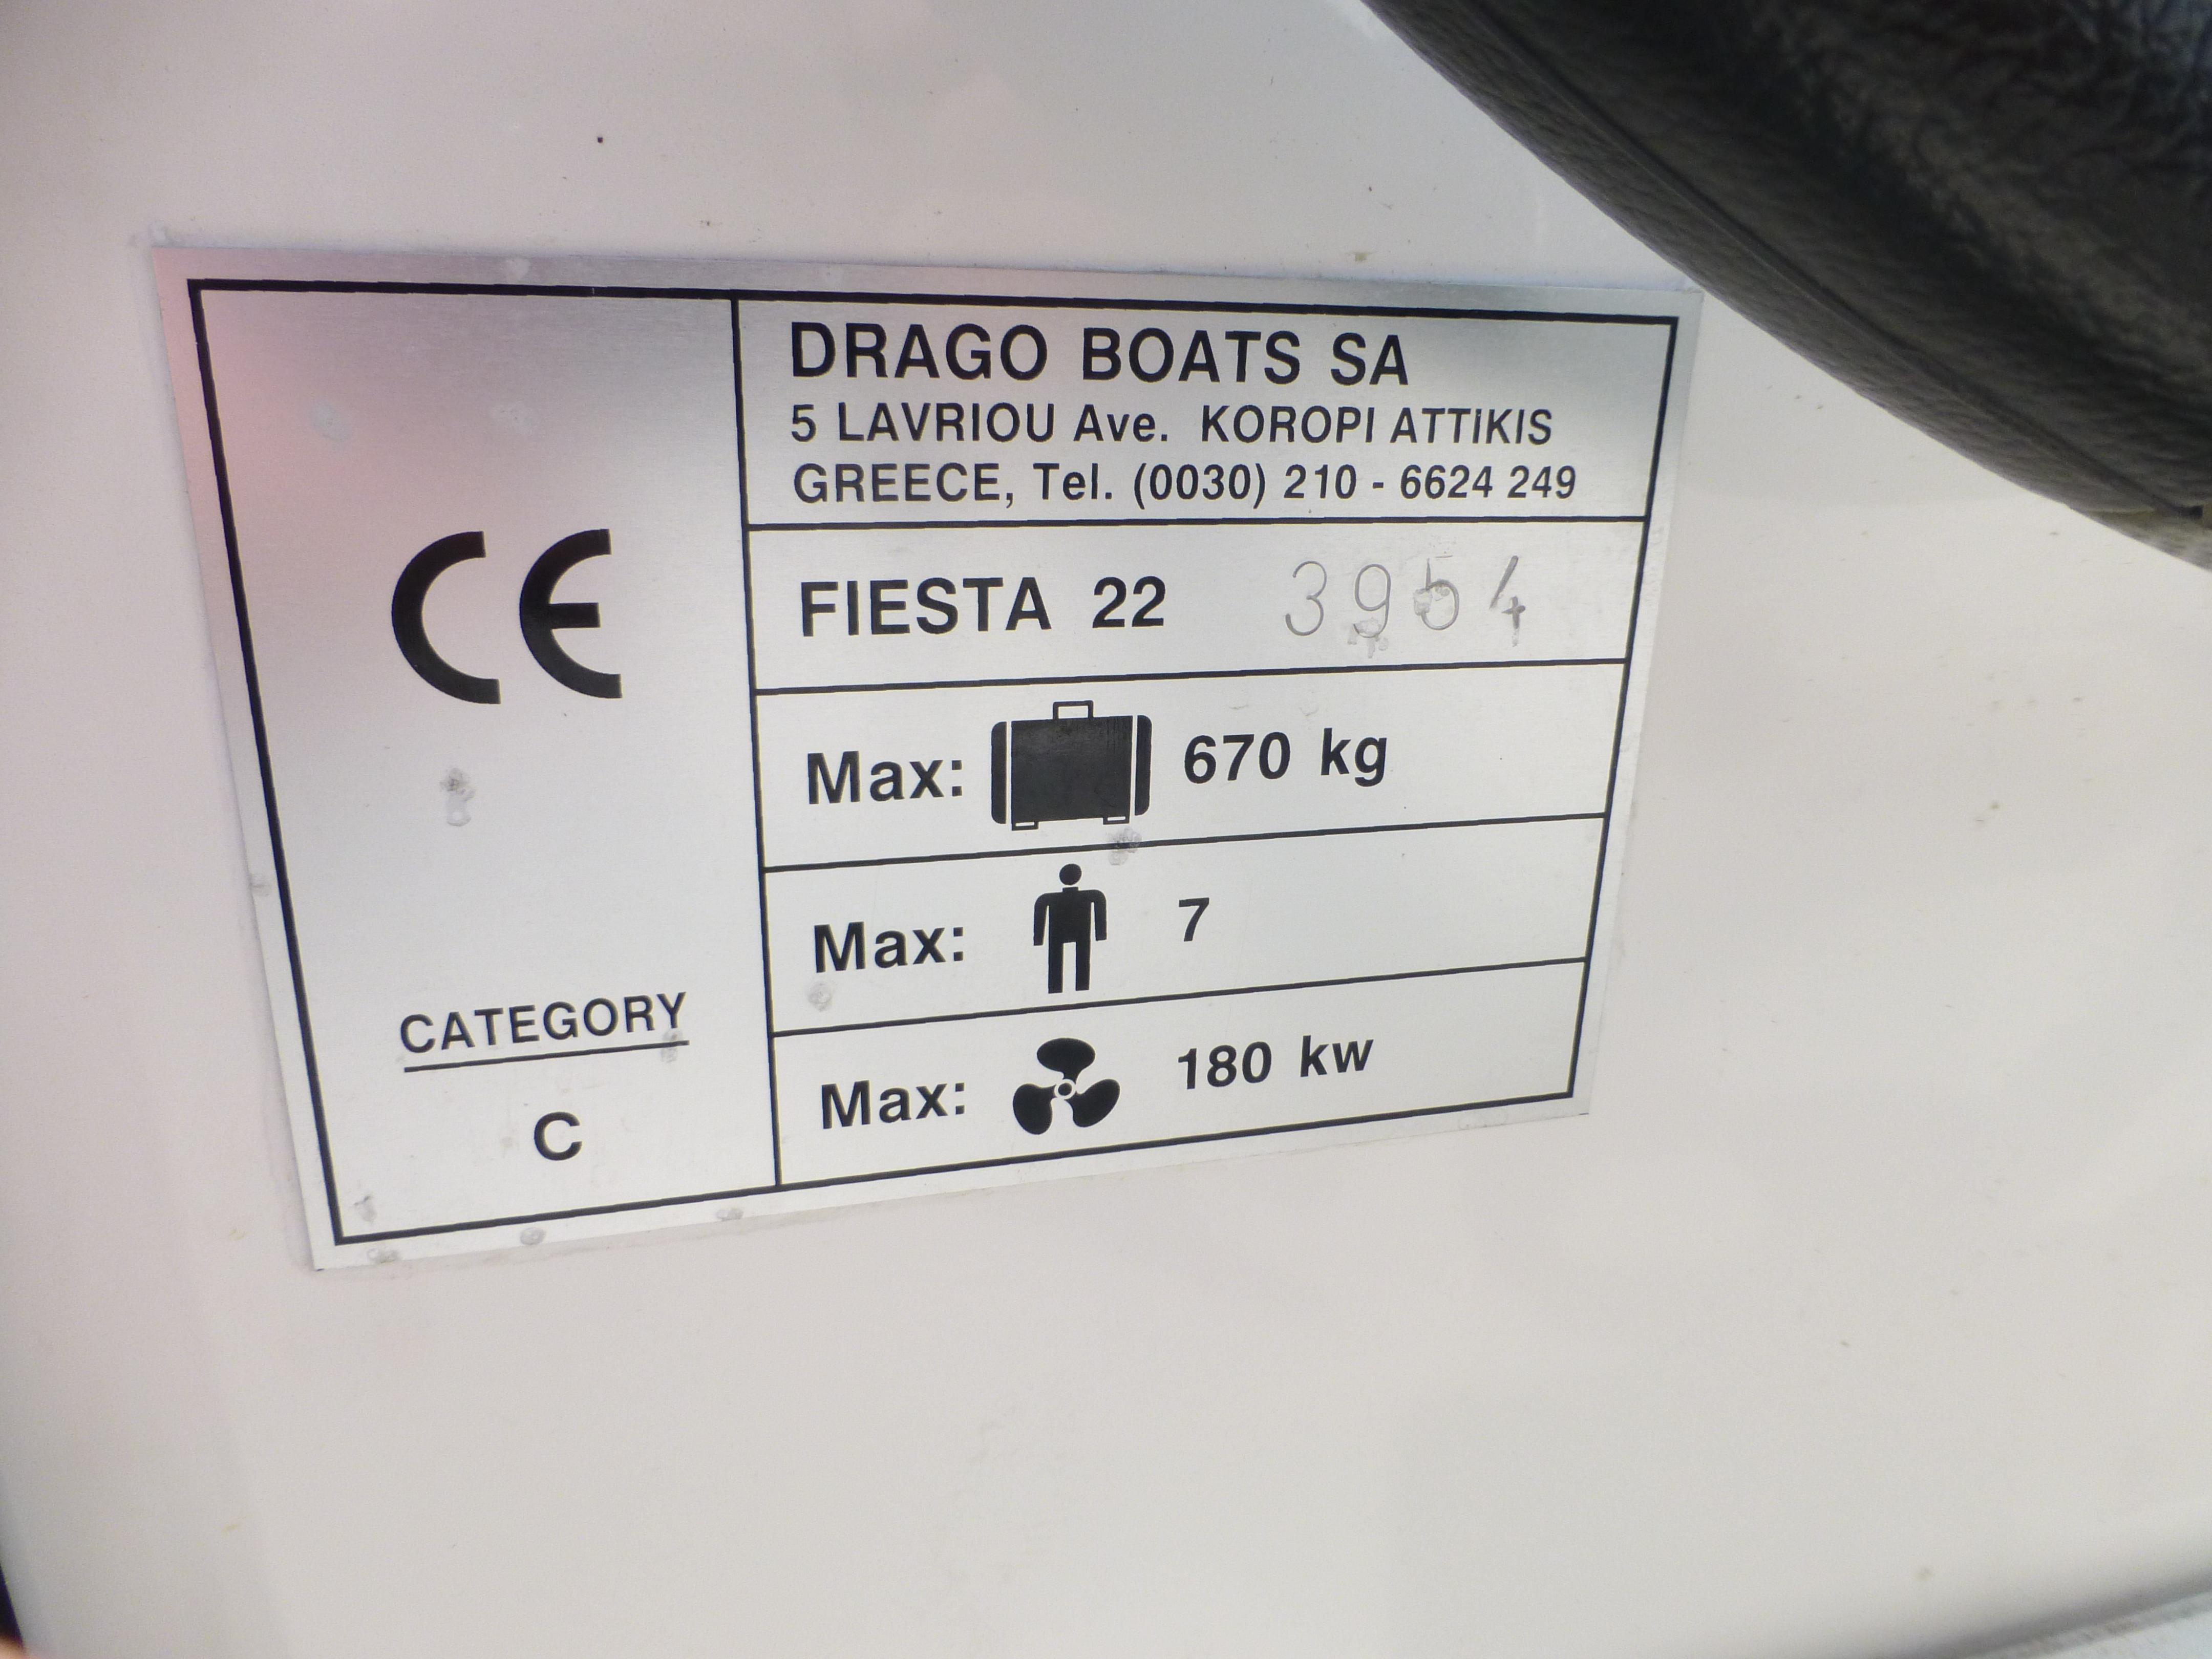 CE
CATEGORY
C
DRAGO BOATS SA
5 LAVRIOU Ave. KOROPI ATTIKIS
GREECE, Tel. (0030) 210 - 6624 249
FIESTA 22 3954
Max: 670 kg
Max: 7
Max: 180 kw